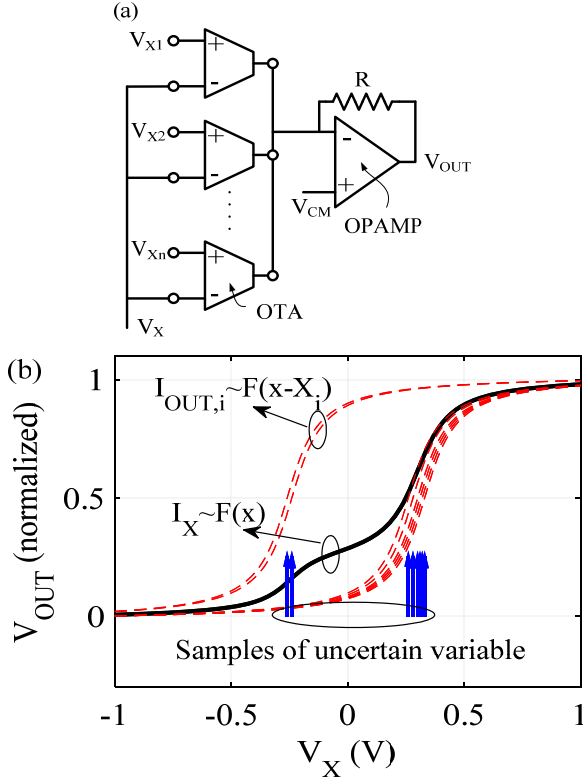 (a)
V_X1
+
-
V_X2
+
-
V_Xn
+
-
OTA
V_X
R
-
+
V_CM
V_OUT
OPAMP
(b)
V_OUT (normalized)
1
0.5
0
I_OUT,i~F(x-X_i)
I_X~F(x)
Samples of uncertain variable
-1
-0.5
0
0.5
1
V_X (V)